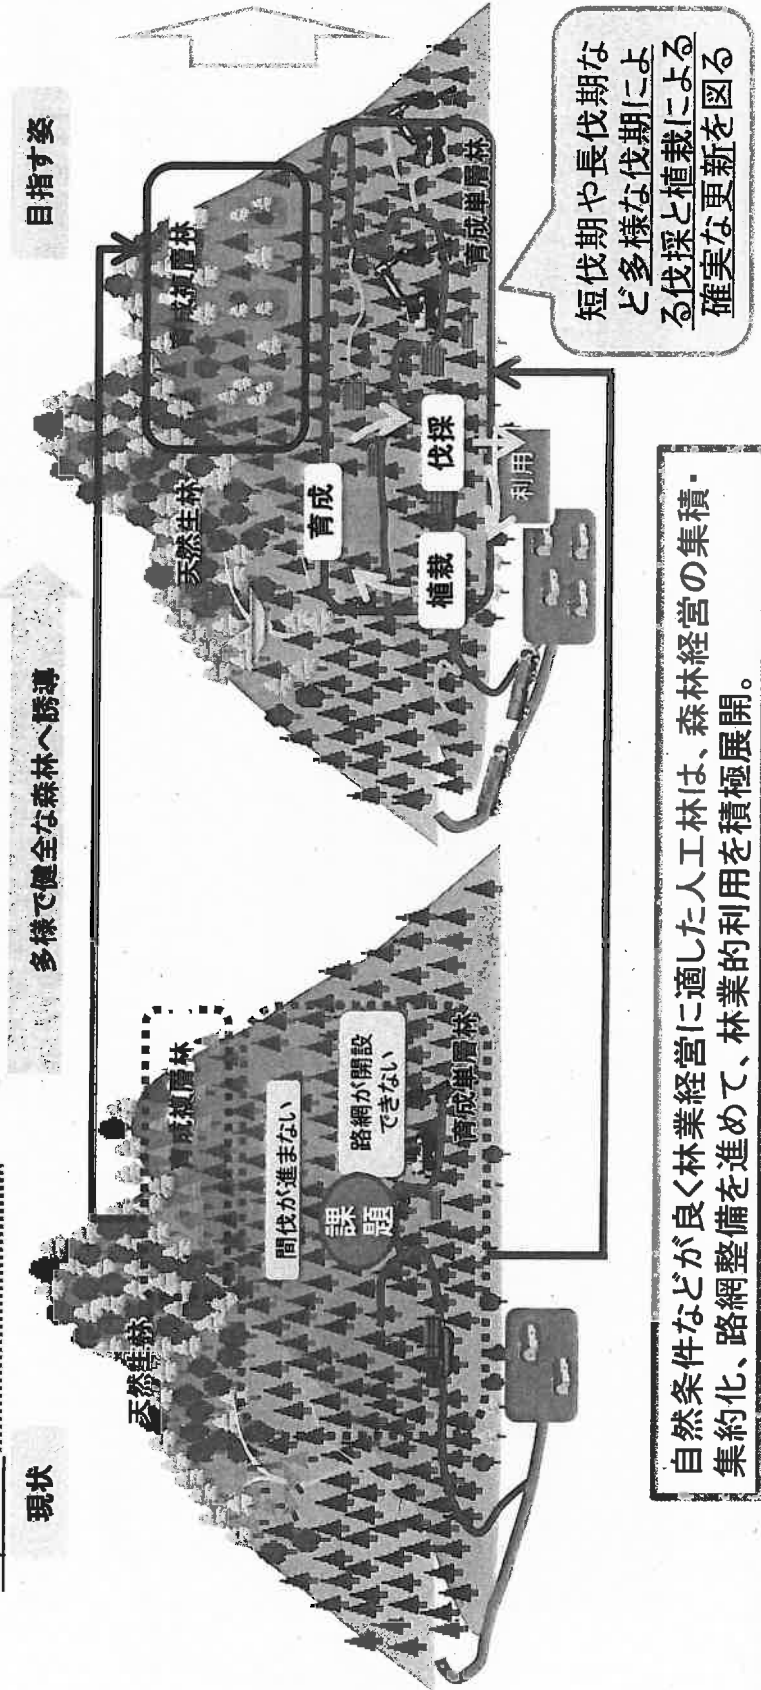 現状
多様で健全な森林へ誘導
目指す姿
天然生林
育成複層林
間伐が進まない
課題
路網が開設
できない
育成単層林
天然生林
育成複層林
育成
植栽
伐採
利用
育成単層林
短伐期や長伐期な
ど多様な伐期によ
る伐採と植栽による
確実な更新を図る
自然条件などが良く林業経営に適した人工林は、森林経営の集積・
集約化、路網整備を進めて、林業的利用を積極展開。